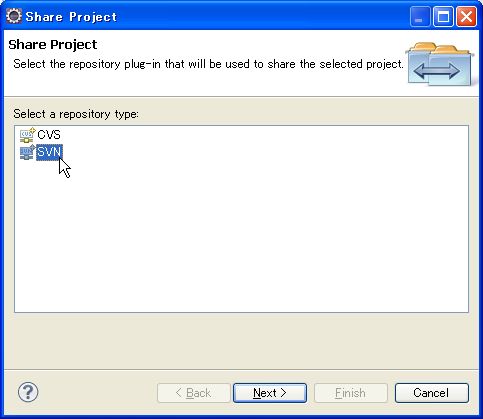 Share Project
Share Project
Select the repository plug-in that will be used to share the selected project.
Select a repository type:
CVS
SVN
?
< Back
Next >
Finish
Cancel